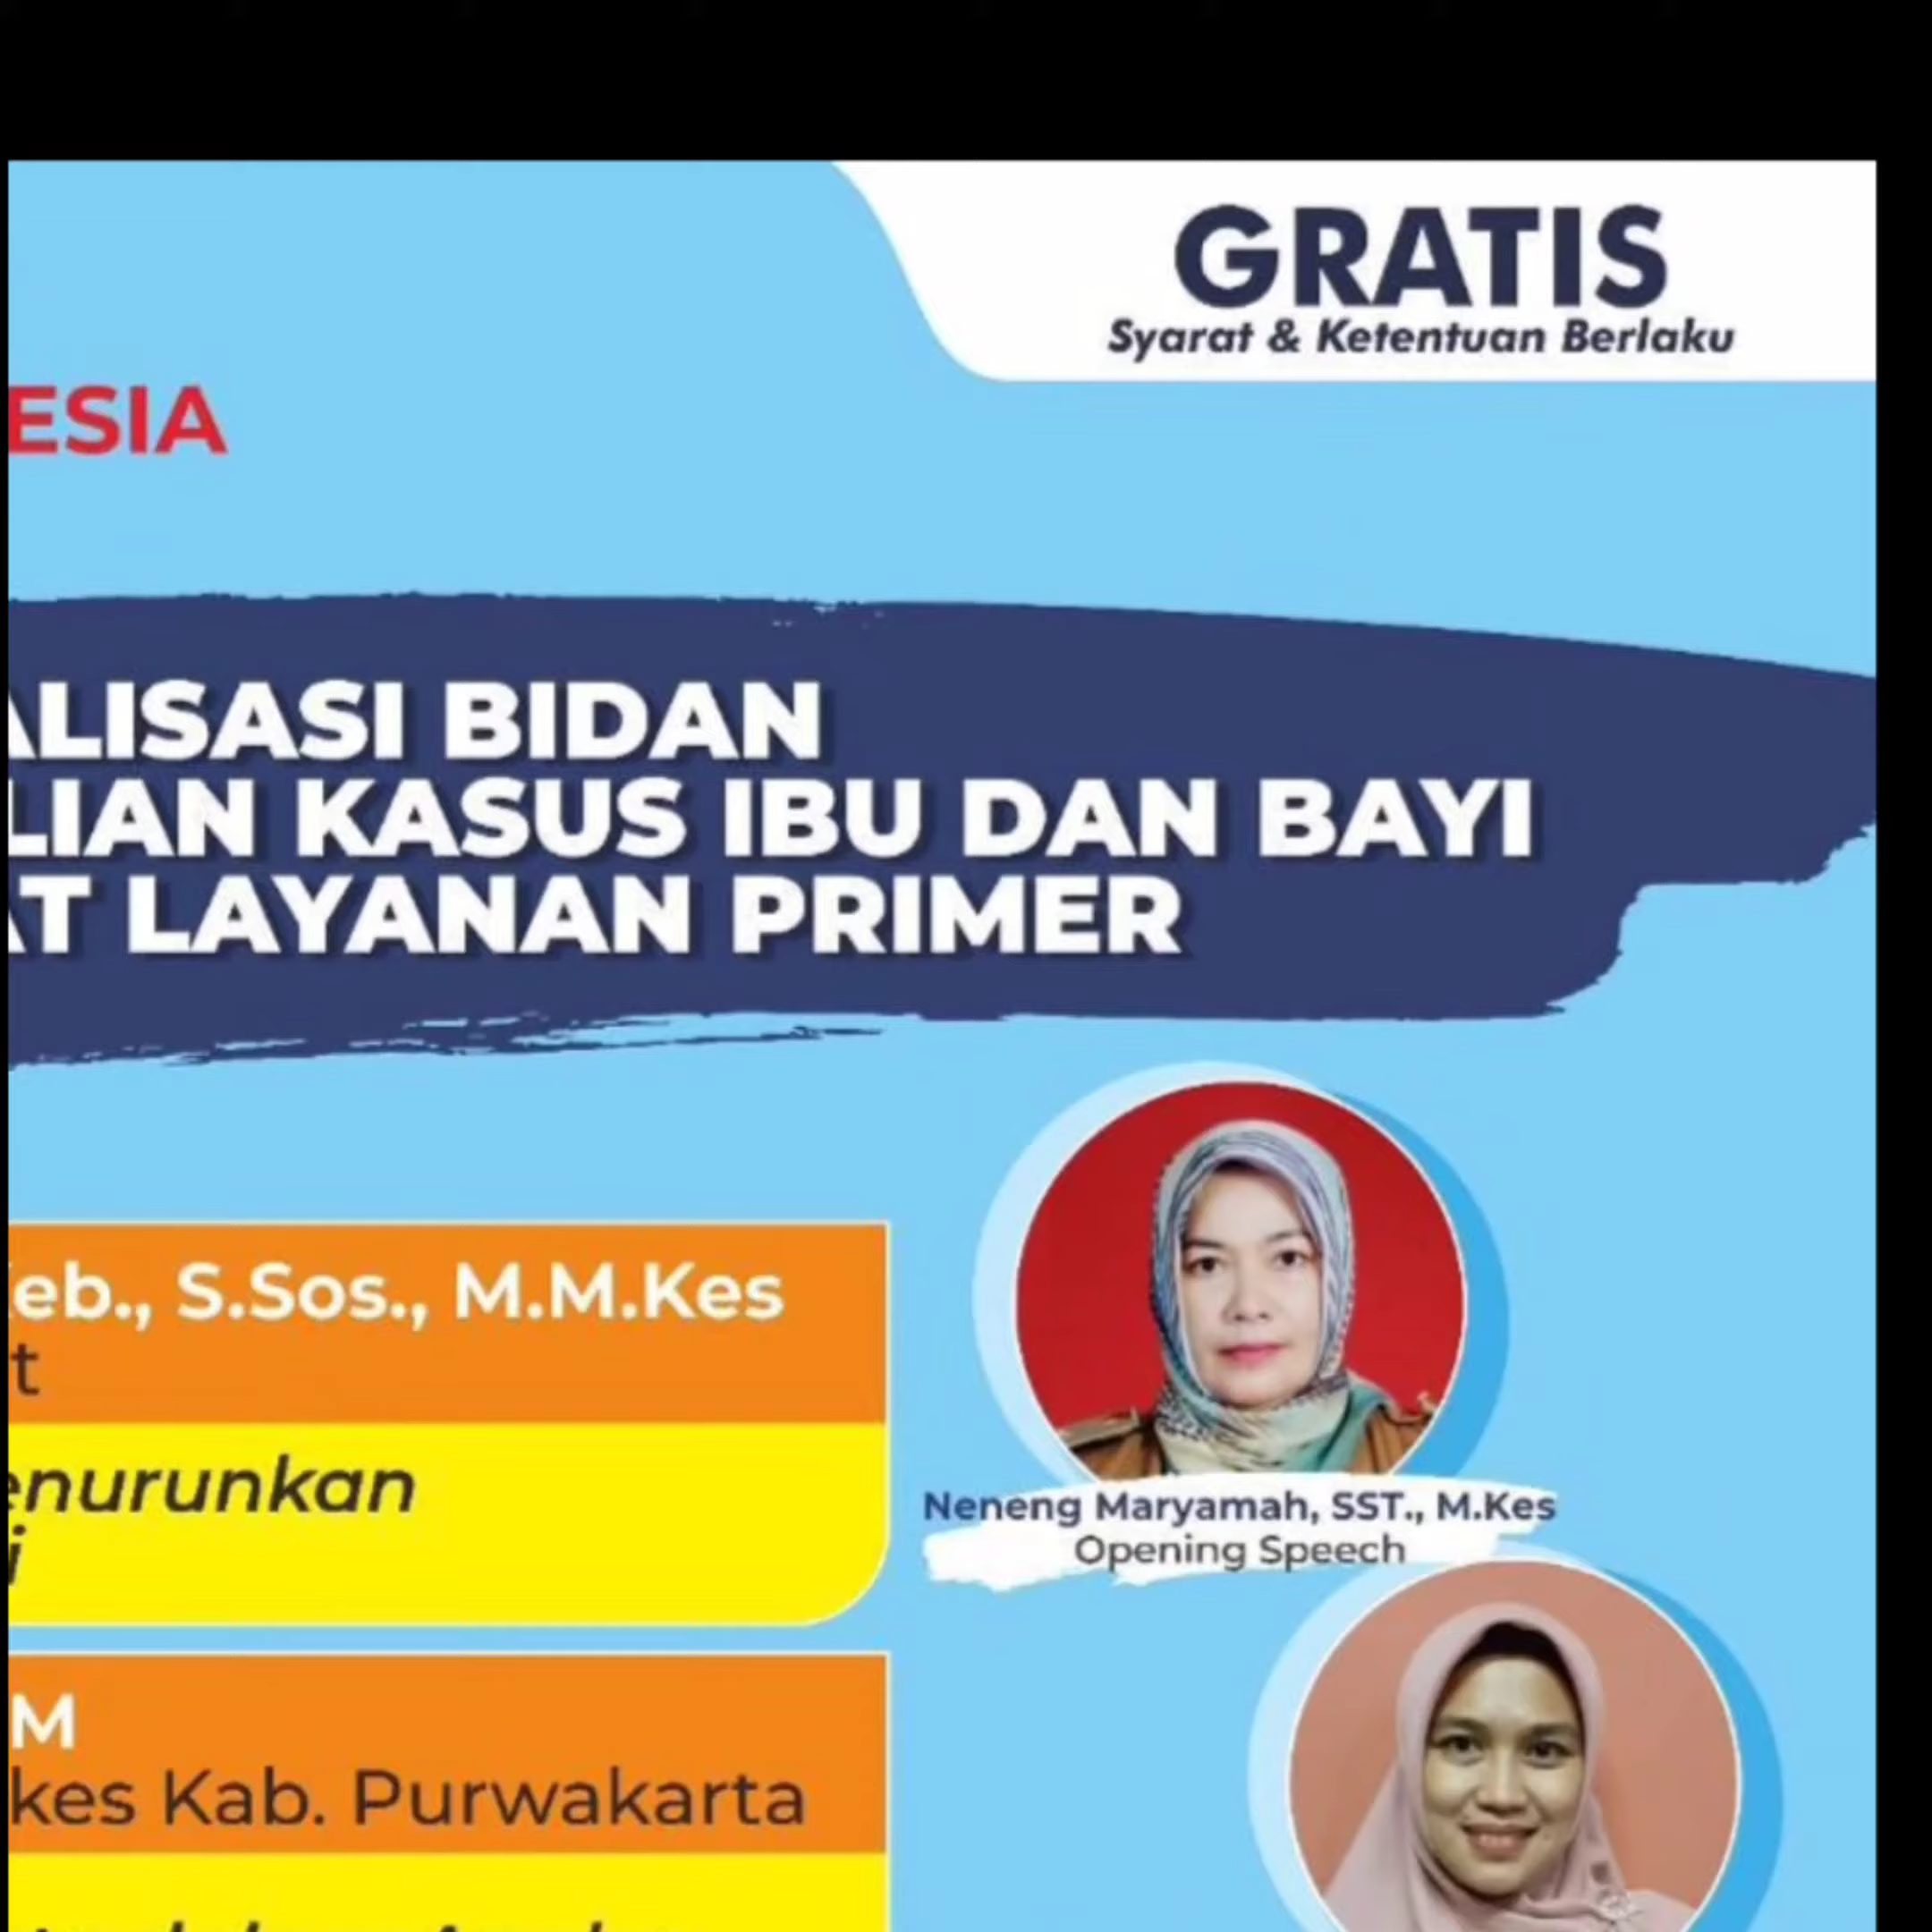 GRATIS
Syarat & Ketentuan Berlaku
ESIA
ALISASI BIDAN
LIAN KASUS IBU DAN BAYI
AT LAYANAN PRIMER
eb., S.Sos., M.M.Kes
t
enurunkan
i
Neneng Maryamah, SST., M.Kes
Opening Speech
M
kes Kab. Purwakarta